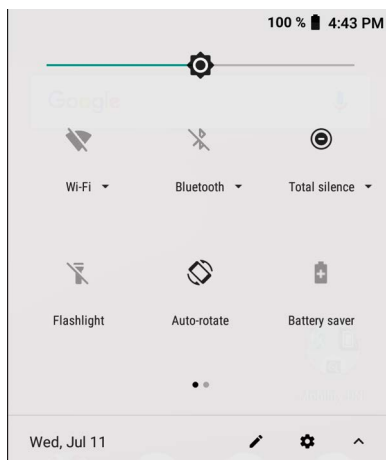 100 % 4:43 PM
Google
Wi-Fi Bluetooth Total silence
Flashlight Auto-rotate Battery saver
Wed, Jul 11